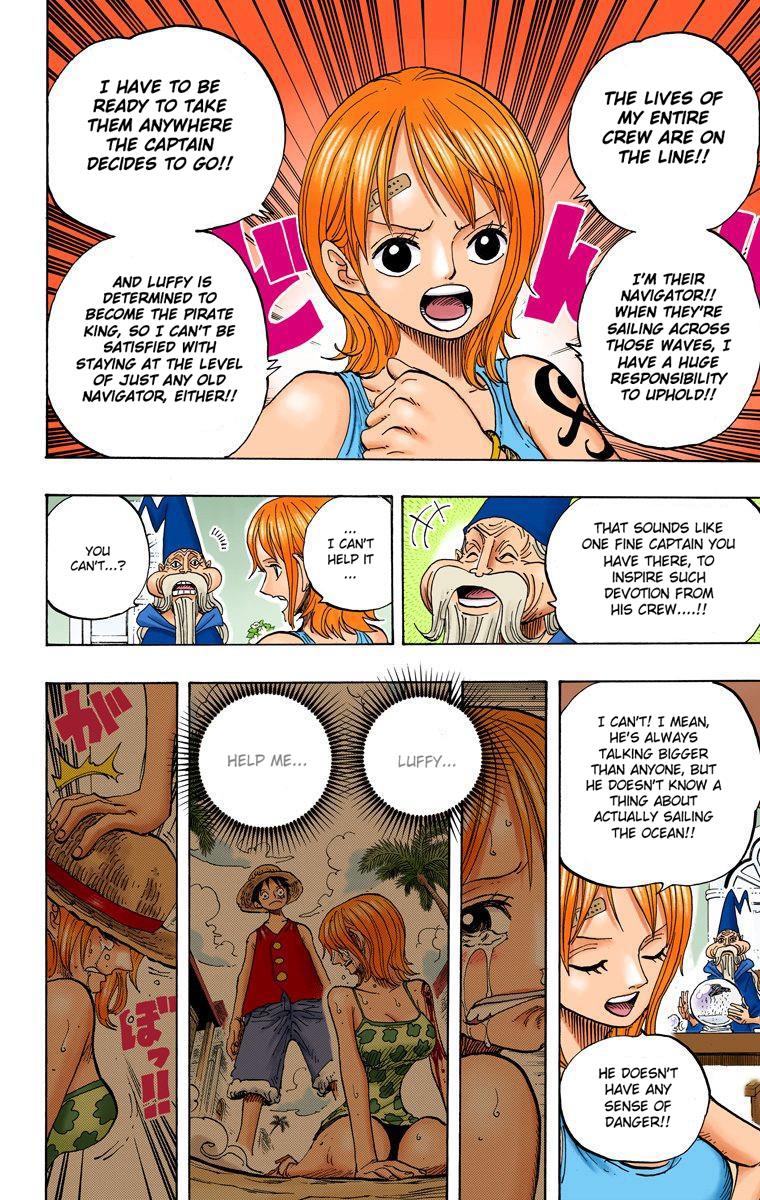 THE LIVES OF
MY ENTIRE
CREW ARE ON
THE LINE!!
I'M THEIR
NAVIGATOR!!
WHEN THEY'RE
SAILING ACROSS
THOSE WAVES, I
HAVE A HUGE
RESPONSIBILITY
TO UPHOLD!!
I HAVE TO BE
READY TO TAKE
THEM ANYWHERE
THE CAPTAIN
DECIDES TO GO!!
AND LUFFY IS
DETERMINED TO
BECOME THE PIRATE
KING, SO I CAN'T BE
SATISFIED WITH
STAYING AT THE LEVEL
OF JUST ANY OLD
NAVIGATOR, EITHER!!
THAT SOUNDS LIKE
ONE FINE CAPTAIN YOU
HAVE THERE, TO
INSPIRE SUCH
DEVOTION FROM
HIS CREW....!!
...
I CAN'T
HELP IT
...
YOU
CAN'T...?
I CAN'T! I MEAN,
HE'S ALWAYS
TALKING BIGGER
THAN ANYONE, BUT
HE DOESN'T KNOW A
THING ABOUT
ACTUALLY SAILING
THE OCEAN!!
HE DOESN'T
HAVE ANY
SENSE OF
DANGER!!
LUFFY...
HELP ME...
が
ぼっ!!